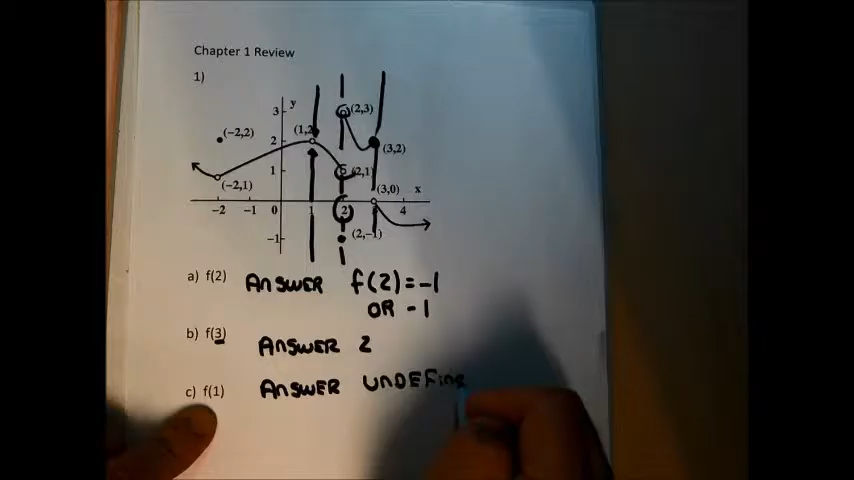 Chapter 1 Review
1)
y
3
(2,3)
(-2,2)
2
(1,2
(3,2)
1
(2,1)
(-2,1)
(3,0)
x
-2 -1 0 1 2 4
-1
(2,-1)
a) f(2) ANSWER f(2)=-1
OR -1
b) f(3) ANSWER 2
c) f(1) ANSWER UNDEFINE